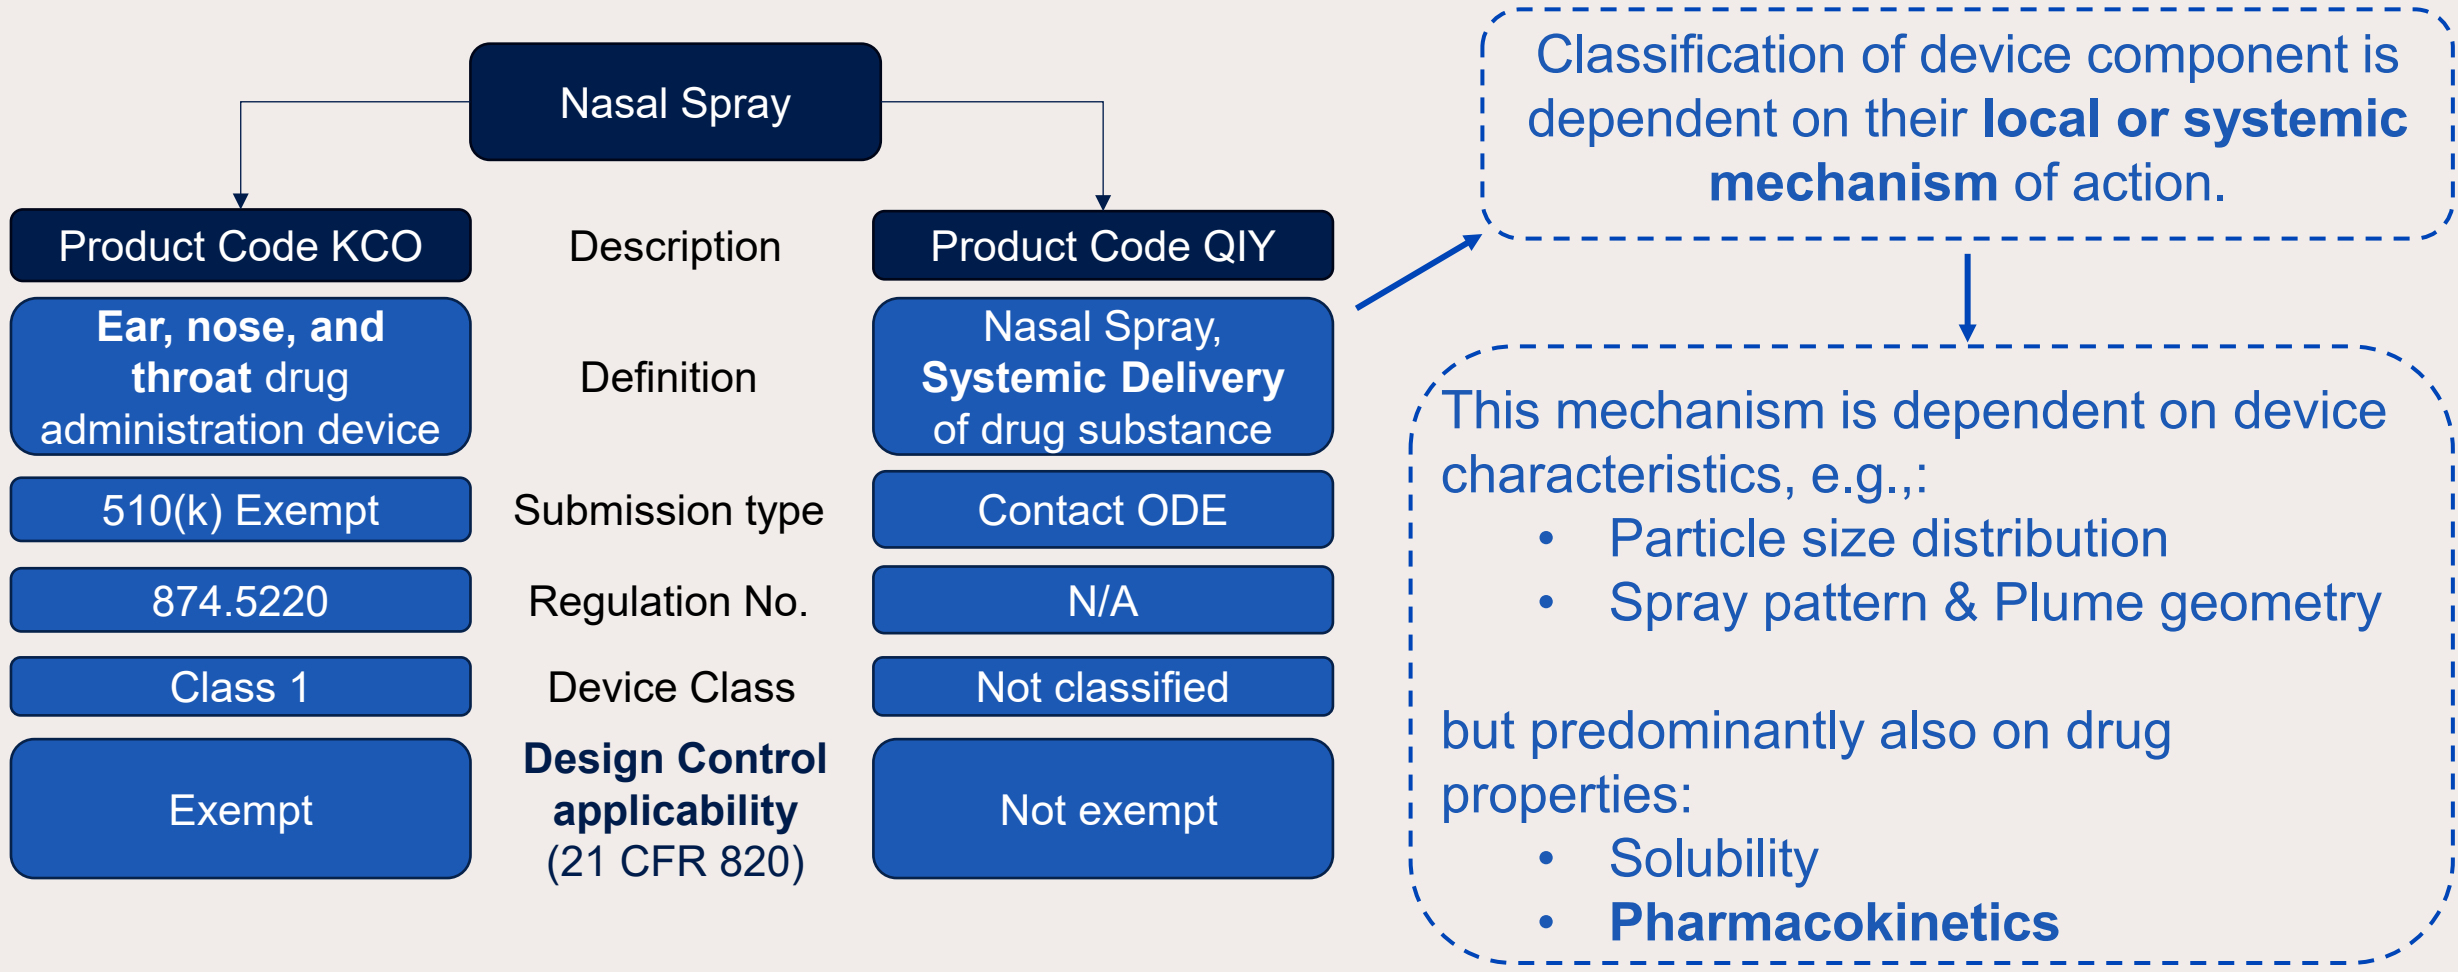 Nasal Spray
Product Code KCO
Description
Product Code QIY
Ear, nose, and
throat drug
administration device
Definition
Nasal Spray,
Systemic Delivery
of drug substance
510(k) Exempt
Submission type
Contact ODE
874.5220
Regulation No.
N/A
Class 1
Device Class
Not classified
Exempt
Design Control
applicability
(21 CFR 820)
Not exempt
Classification of device component is
dependent on their local or systemic
mechanism of action.
This mechanism is dependent on device
characteristics, e.g.,:
• Particle size distribution
• Spray pattern & Plume geometry
but predominantly also on drug
properties:
• Solubility
• Pharmacokinetics